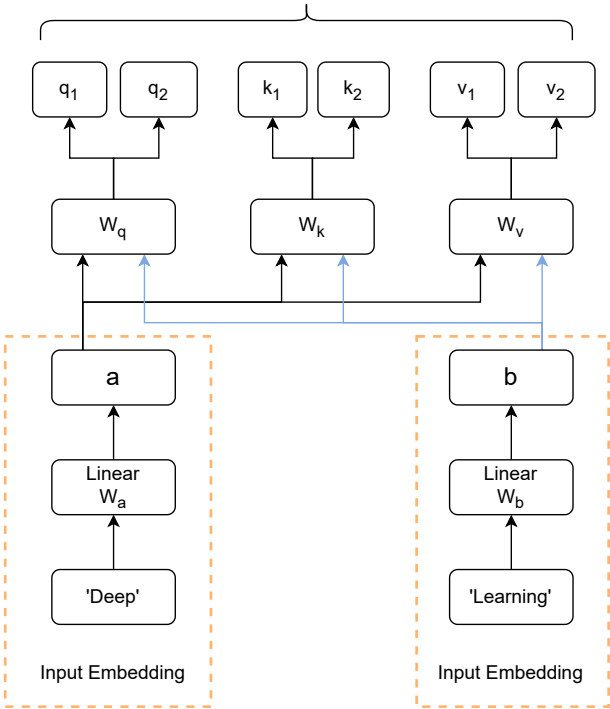 q1 q2 k1 k2 v1 v2
Wq Wk Wv
a b
Linear
Wa
Linear
Wb
'Deep' 'Learning'
Input Embedding Input Embedding